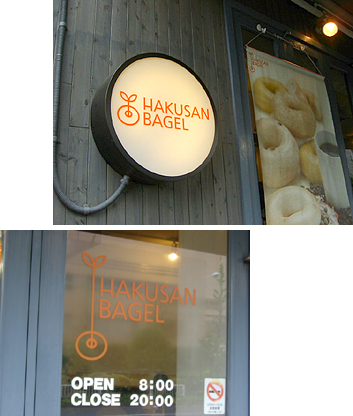 HAKUSAN
BAGEL
HAKUSAN
BAGEL
OPEN 8:00
CLOSE 20:00